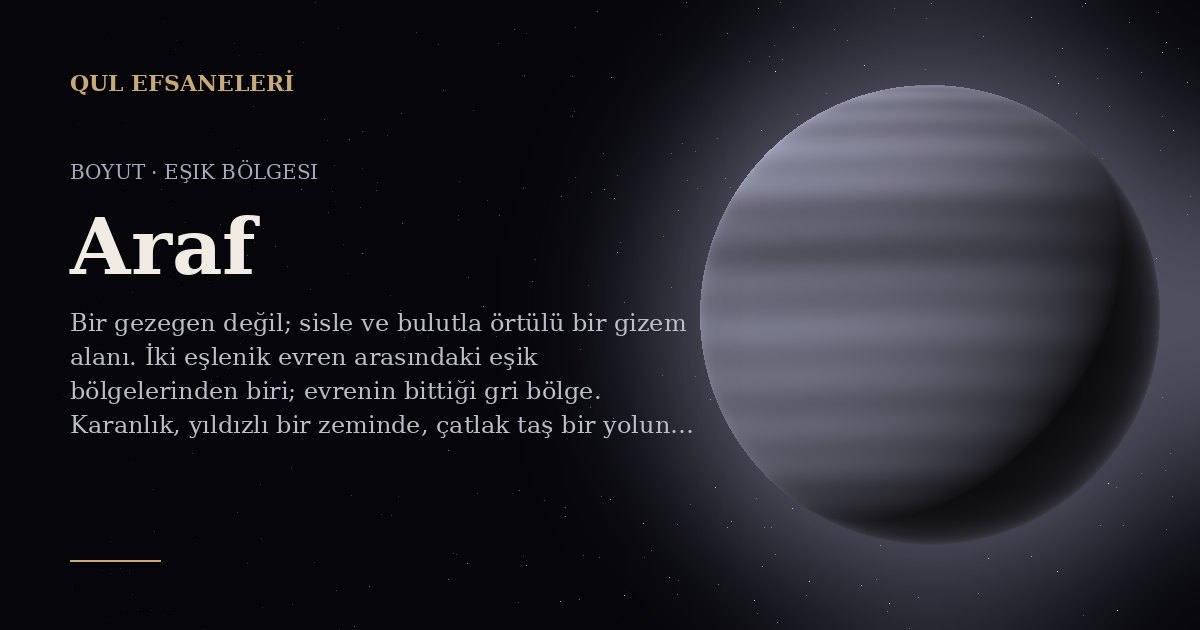 QUL EFSANELERİ
BOYUT · EŞIK BÖLGESI
Araf
Bir gezegen değil; sisle ve bulutla örtülü bir gizem
alanı. İki eşlenik evren arasındaki eşik
bölgelerinden biri; evrenin bittiği gri bölge.
Karanlık, yıldızlı bir zeminde, çatlak taş bir yolun…